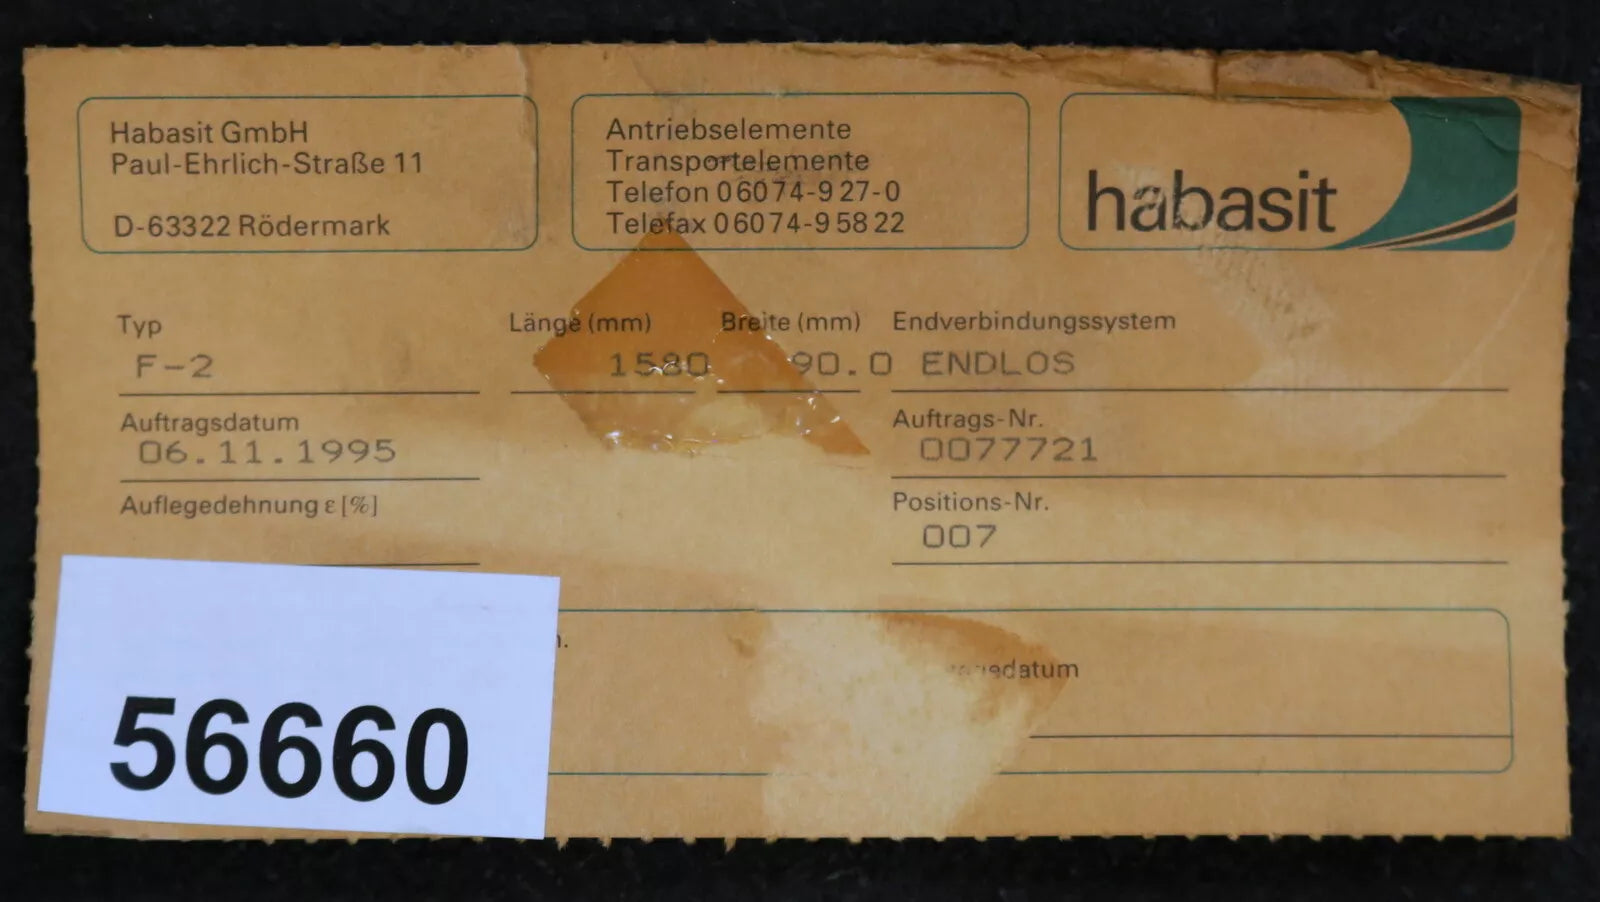 Habasit GmbH
Paul-Ehrlich-Straße 11
D-63322 Rödermark
Antriebselemente
Transportelemente
Telefon 06074-927-0
Telefax 06074-95822
habasit
Typ
F-2
Länge (mm)
1580
Breite (mm)
90.0
Endverbindungssystem
ENDLOS
Auftragsdatum
06.11.1995
Auftrags-Nr.
0077721
Auflegedehnung ε [%]
Positions-Nr.
007
56660